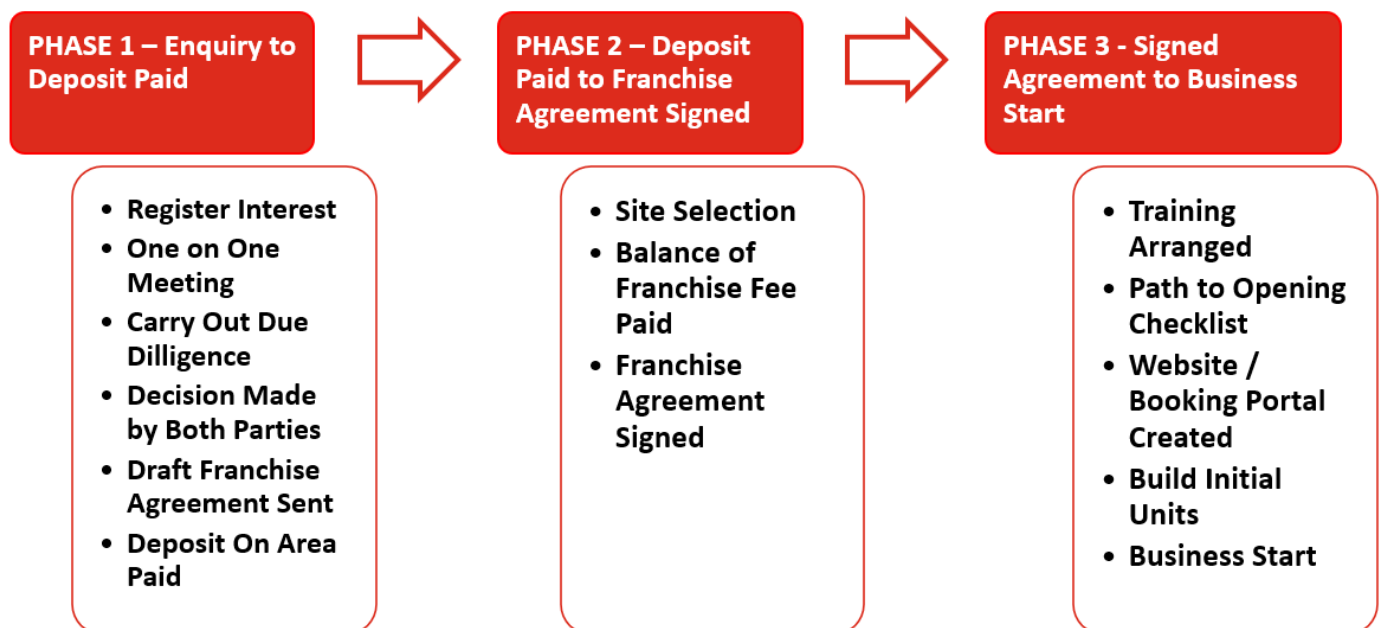 PHASE 1 – Enquiry to
Deposit Paid
• Register Interest
• One on One
Meeting
• Carry Out Due
Dilligence
• Decision Made
by Both Parties
• Draft Franchise
Agreement Sent
• Deposit On Area
Paid
PHASE 2 – Deposit
Paid to Franchise
Agreement Signed
• Site Selection
• Balance of
Franchise Fee
Paid
• Franchise
Agreement
Signed
PHASE 3 - Signed
Agreement to Business
Start
• Training
Arranged
• Path to Opening
Checklist
• Website /
Booking Portal
Created
• Build Initial
Units
• Business Start